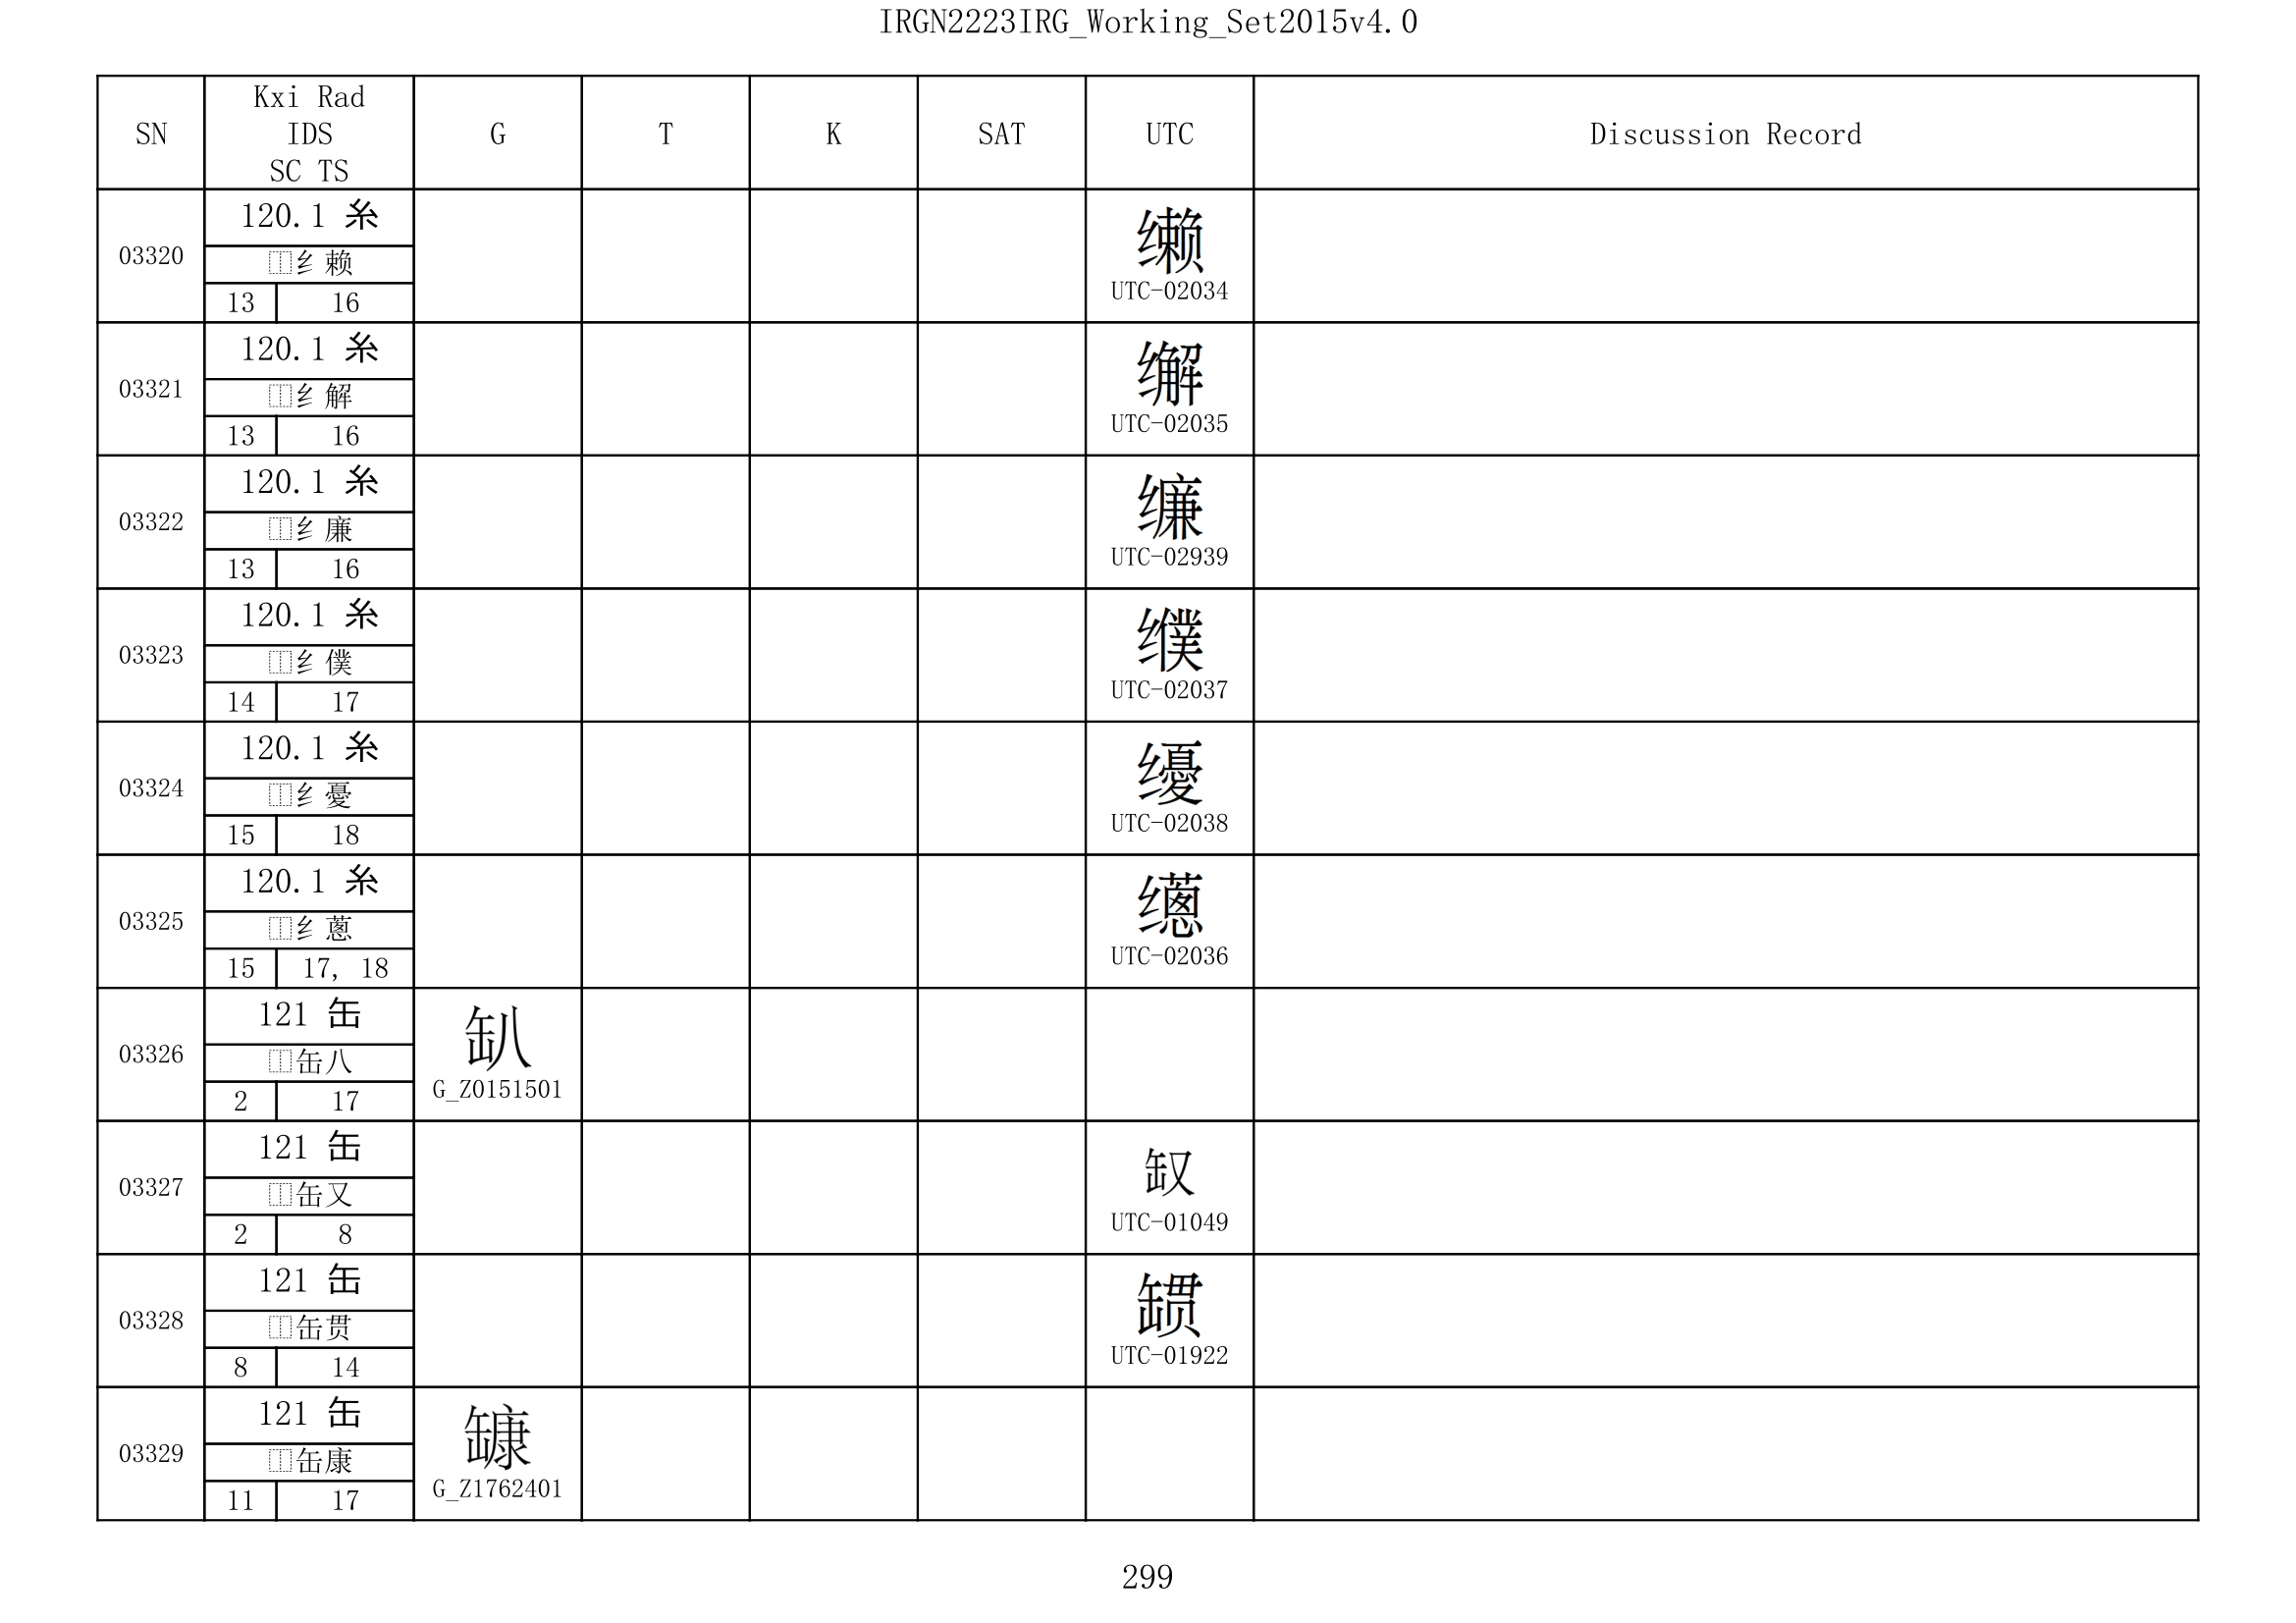 IRGN2223IRG_Working_Set2015v4.0
SN Kxi Rad IDS SC TS G T K SAT UTC Discussion Record
03320 120.1 糸
⿰纟赖
13 16
𰬸
UTC-02034
03321 120.1 糸
⿰纟解
13 16
UTC-02035
03322 120.1 糸
⿰纟廉
13 16
UTC-02939
03323 120.1 糸
⿰纟僕
14 17
UTC-02037
03324 120.1 糸
⿰纟憂
15 18
UTC-02038
03325 120.1 糸
⿰纟蔥
15 17, 18
UTC-02036
03326 121 缶
⿰缶八
2 17
G_Z0151501
03327 121 缶
⿰缶又
2 8
UTC-01049
03328 121 缶
⿰缶贯
8 14
UTC-01922
03329 121 缶
⿰缶康
11 17
G_Z1762401
299